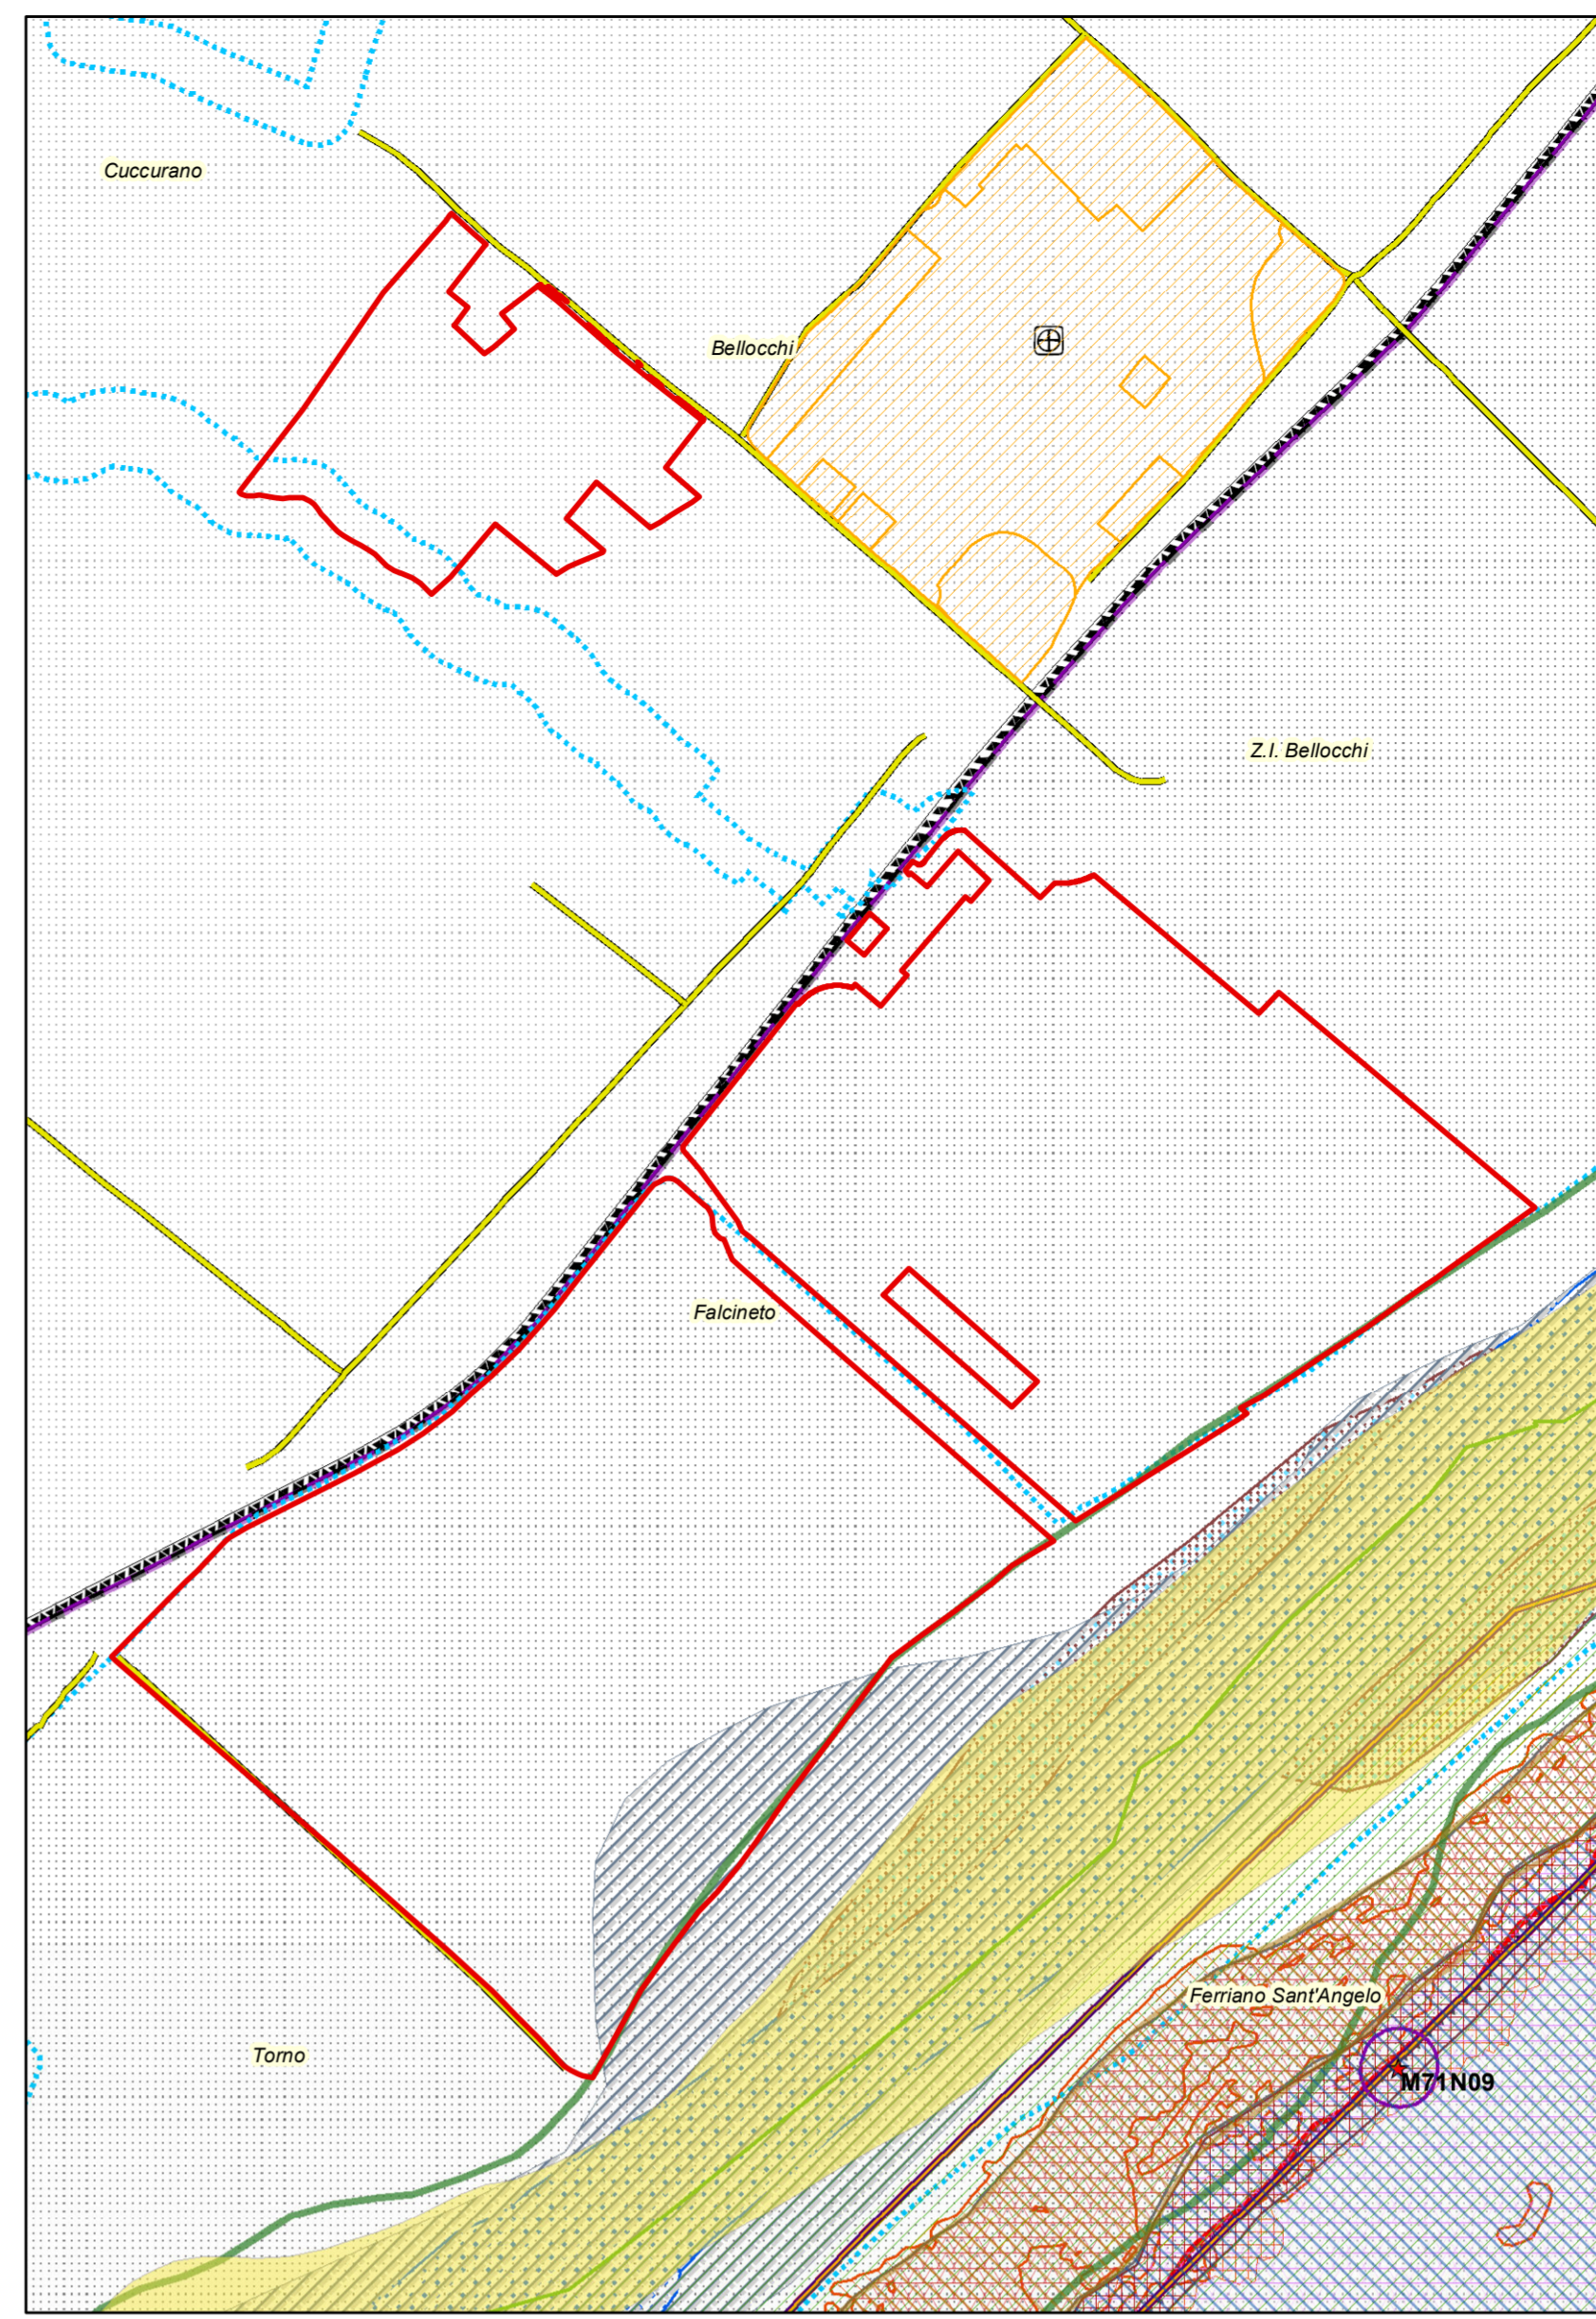 Cuccurano
Bellocchi
Z.I. Bellocchi
Falcineto
Ferriano Sant'Angelo
Torno
M71N09